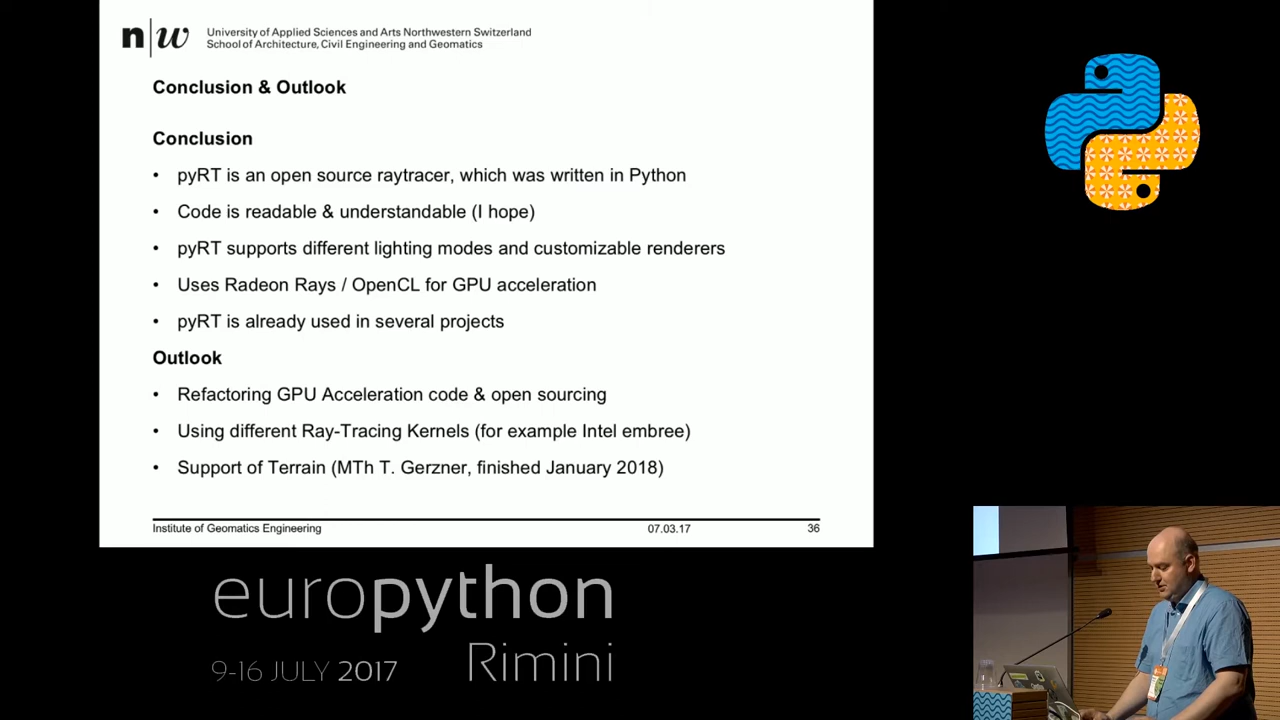 n|w
University of Applied Sciences and Arts Northwestern Switzerland
School of Architecture, Civil Engineering and Geomatics
Conclusion & Outlook
Conclusion
• pyRT is an open source raytracer, which was written in Python
• Code is readable & understandable (I hope)
• pyRT supports different lighting modes and customizable renderers
• Uses Radeon Rays / OpenCL for GPU acceleration
• pyRT is already used in several projects
Outlook
• Refactoring GPU Acceleration code & open sourcing
• Using different Ray-Tracing Kernels (for example Intel embree)
• Support of Terrain (MTh T. Gerzner, finished January 2018)
Institute of Geomatics Engineering 07.03.17 36
europython
9-16 JULY 2017 Rimini